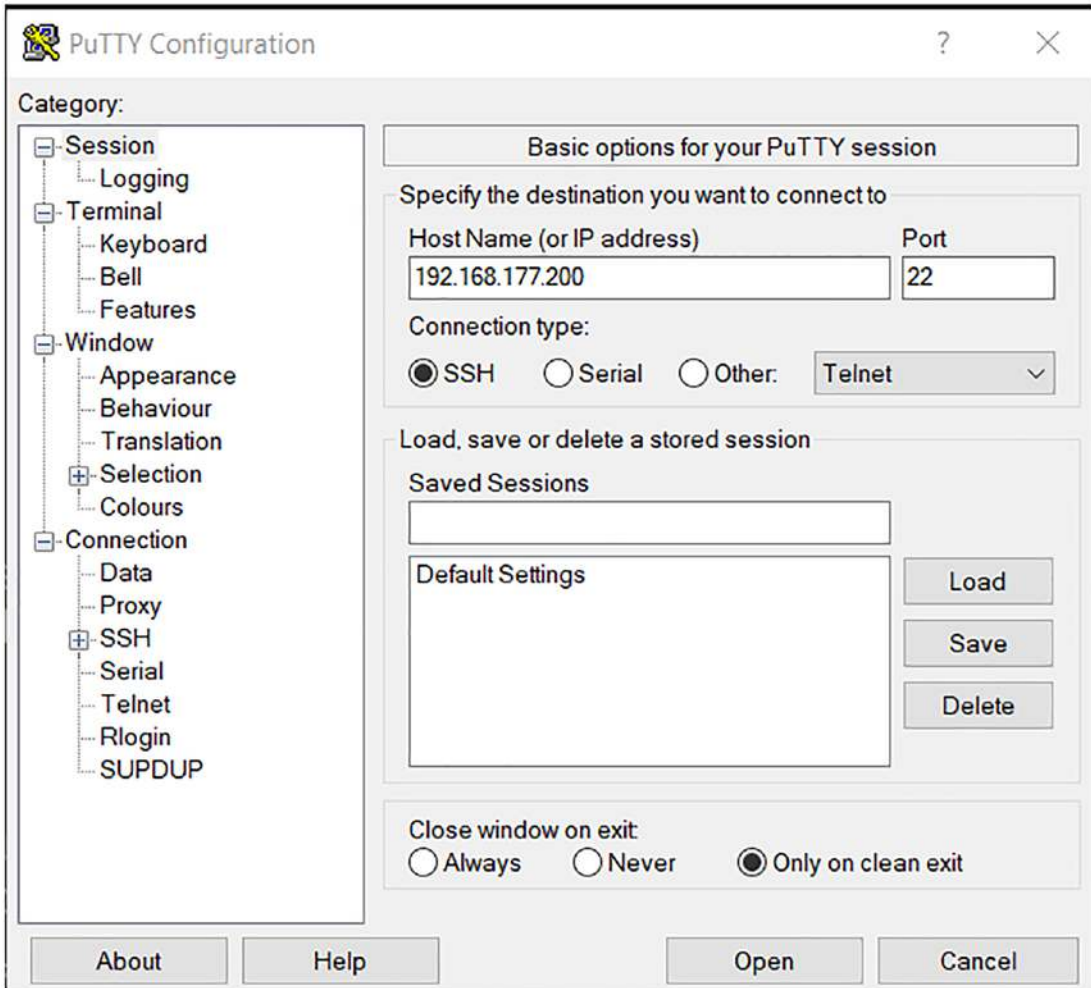 PuTTY Configuration
?
Category:
Session
Logging
Terminal
Keyboard
Bell
Features
Window
Appearance
Behaviour
Translation
Selection
Colours
Connection
Data
Proxy
SSH
Serial
Telnet
Rlogin
SUPDUP
Basic options for your PuTTY session
Specify the destination you want to connect to
Host Name (or IP address) Port
192.168.177.200 22
Connection type:
SSH Serial Other: Telnet
Load, save or delete a stored session
Saved Sessions
Default Settings
Load
Save
Delete
Close window on exit:
Always Never Only on clean exit
About Help Open Cancel